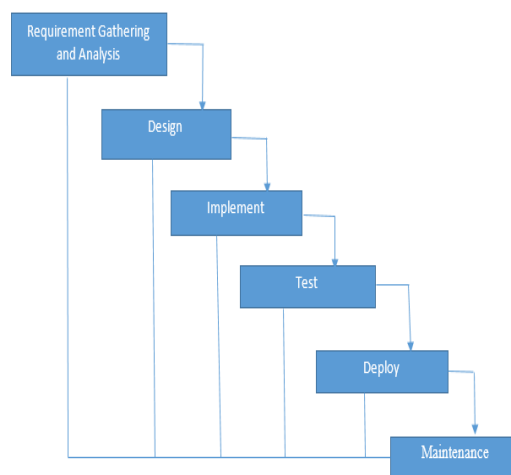 Requirement Gathering
and Analysis
Design
Implement
Test
Deploy
Maintenance